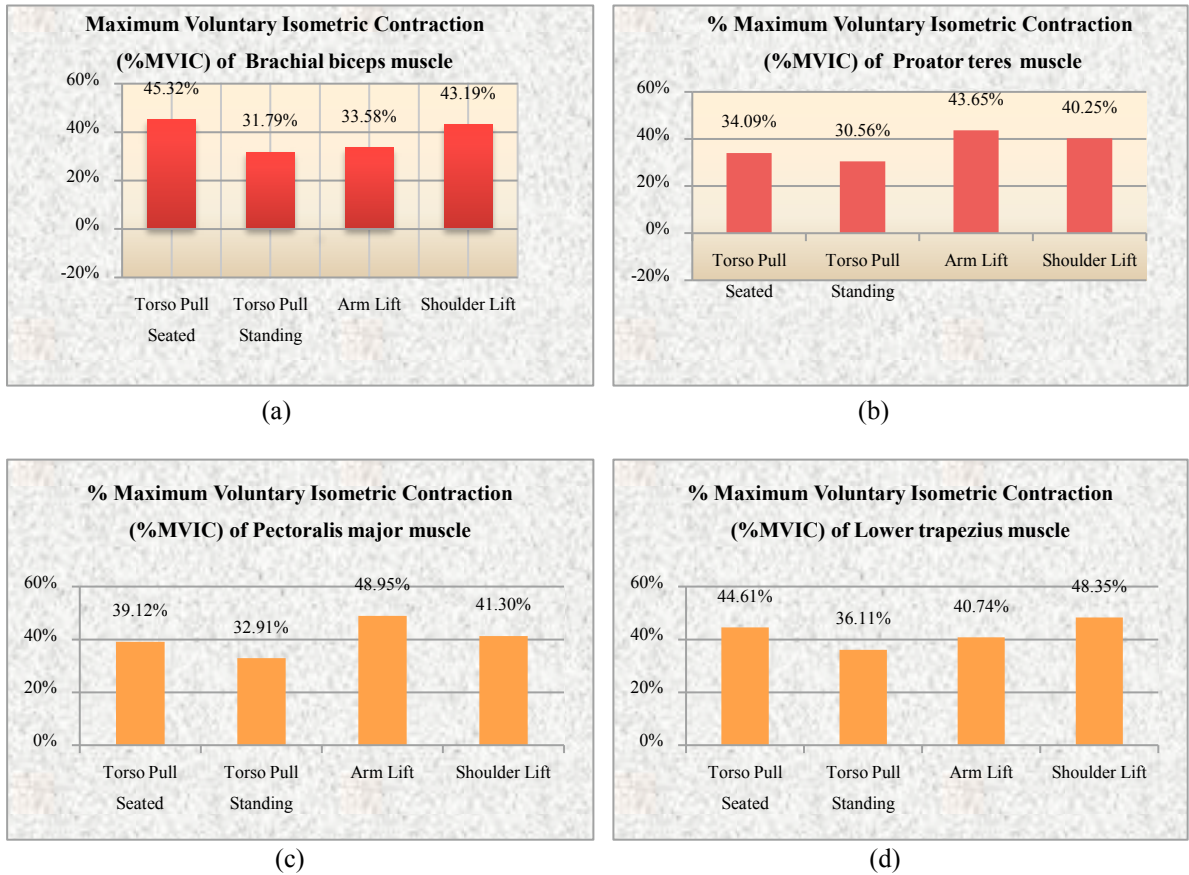 Maximum Voluntary Isometric Contraction
(%MVIC) of Brachial biceps muscle
60%
45.32%
43.19%
40%
31.79%
33.58%
20%
0%
-20%
Torso Pull Seated
Torso Pull Standing
Arm Lift
Shoulder Lift
(a)
% Maximum Voluntary Isometric Contraction
(%MVIC) of Proator teres muscle
60%
43.65%
40.25%
34.09%
30.56%
40%
20%
0%
-20%
Torso Pull Seated
Torso Pull Standing
Arm Lift
Shoulder Lift
(b)
% Maximum Voluntary Isometric Contraction
(%MVIC) of Pectoralis major muscle
60%
48.95%
39.12%
41.30%
32.91%
40%
20%
0%
Torso Pull Seated
Torso Pull Standing
Arm Lift
Shoulder Lift
(c)
% Maximum Voluntary Isometric Contraction
(%MVIC) of Lower trapezius muscle
60%
44.61%
48.35%
36.11%
40.74%
40%
20%
0%
Torso Pull Seated
Torso Pull Standing
Arm Lift
Shoulder Lift
(d)